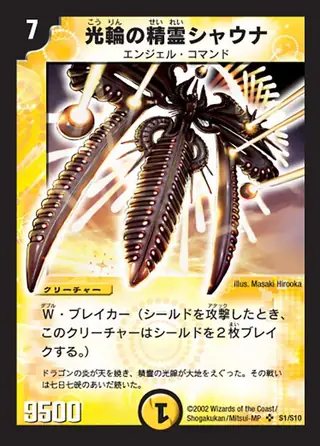 7
こうりん せいれい
光輪の精霊シャウナ
エンジェル・コマンド
illus. Masaki Hirooka
クリーチャー
ダブル アタック
W・ブレイカー（シールドを攻撃したとき、
まい
このクリーチャーはシールドを２枚ブレイ
クする。）
ドラゴンの炎が天を焼き、精霊の光線が大地をえぐった。その戦い
は七日七晩のあいだ続いた。
9500
1
©2002 Wizards of the Coast/
Shogakukan/Mitsui-MP S1/S10